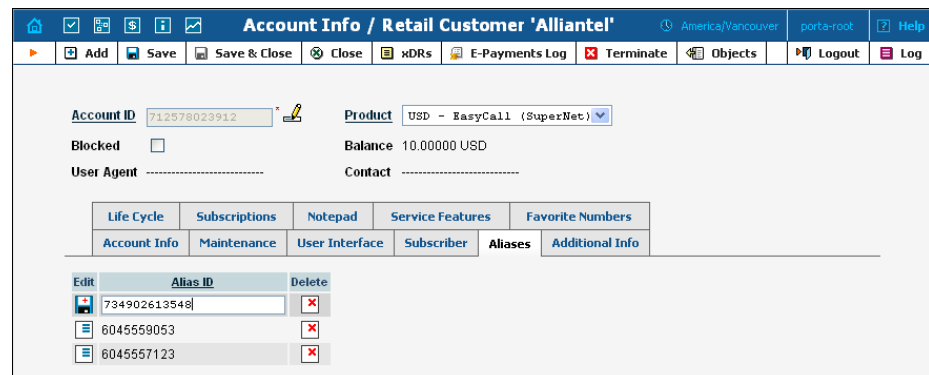 Account Info / Retail Customer 'Alliantel' America/Vancouver porta-root ? Help
Add Save Save & Close Close xDRs E-Payments Log Terminate Objects Logout Log
Account ID 712578023912 * Product USD - EasyCall (SuperNet)
Blocked Balance 10.00000 USD
User Agent --------------------------- Contact ---------------------------
Life Cycle Subscriptions Notepad Service Features Favorite Numbers
Account Info Maintenance User Interface Subscriber Aliases Additional Info
Edit Alias ID Delete
734902613548
6045559053
6045557123